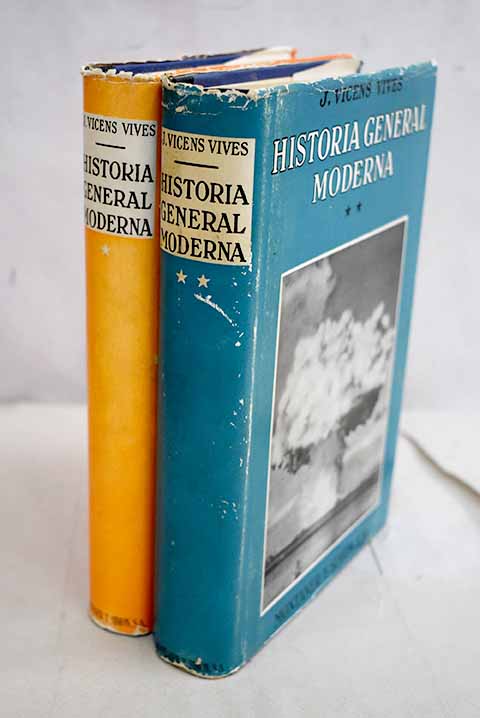 J. VICENS VIVES
HISTORIA
GENERAL
MODERNA
*
J. VICENS VIVES
HISTORIA
GENERAL
MODERNA
**
J. VICENS VIVES
HISTORIA GENERAL
MODERNA
**